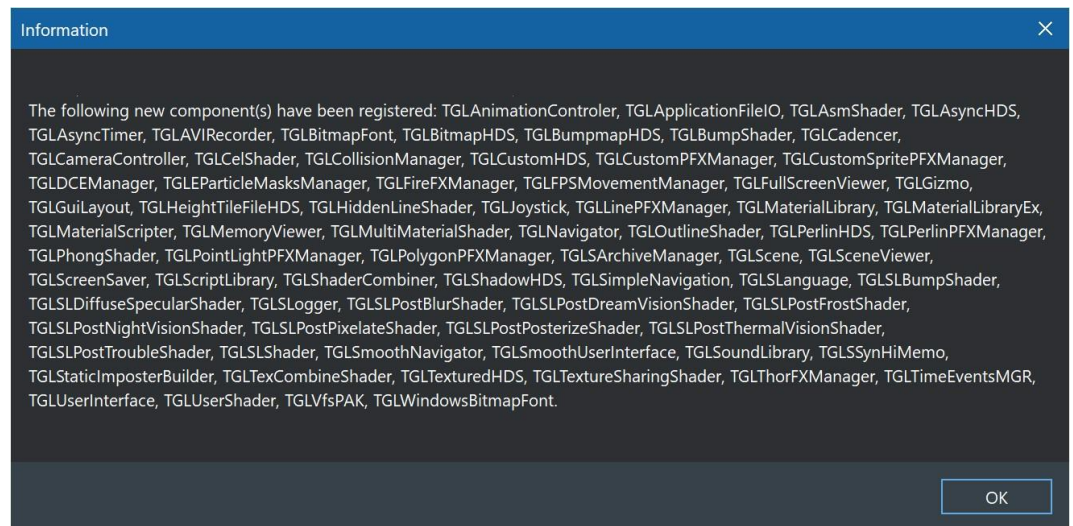 Information
The following new component(s) have been registered: TGLAnimationControler, TGLApplicationFileIO, TGLAsmShader, TGLAsyncHDS,
TGLAsyncTimer, TGLAVIRecorder, TGLBitmapFont, TGLBitmapHDS, TGLBumpmapHDS, TGLBumpShader, TGLCadencer,
TGLCameraController, TGLCelShader, TGLCollisionManager, TGLCustomHDS, TGLCustomPFXManager, TGLCustomSpritePFXManager,
TGLDCEManager, TGLEParticleMasksManager, TGLFireFXManager, TGLFPSMovementManager, TGLFullScreenViewer, TGLGizmo,
TGLGuiLayout, TGLHeightTileFileHDS, TGLHiddenLineShader, TGLJoystick, TGLLinePFXManager, TGLMaterialLibrary, TGLMaterialLibraryEx,
TGLMaterialScripter, TGLMemoryViewer, TGLMultiMaterialShader, TGLNavigator, TGLOutlineShader, TGLPerlinHDS, TGLPerlinPFXManager,
TGLPhongShader, TGLPointLightPFXManager, TGLPolygonPFXManager, TGLSArchiveManager, TGLScene, TGLSceneViewer,
TGLScreenSaver, TGLScriptLibrary, TGLShaderCombiner, TGLShadowHDS, TGLSimpleNavigation, TGLSLanguage, TGLSLBumpShader,
TGLSLDiffuseSpecularShader, TGLSLogger, TGLSLPostBlurShader, TGLSLPostDreamVisionShader, TGLSLPostFrostShader,
TGLSLPostNightVisionShader, TGLSLPostPixelateShader, TGLSLPostPosterizeShader, TGLSLPostThermalVisionShader,
TGLSLPostTroubleShader, TGLSLShader, TGLSmoothNavigator, TGLSmoothUserInterface, TGLSoundLibrary, TGLSSynHiMemo,
TGLStaticImposterBuilder, TGLTexCombineShader, TGLTexturedHDS, TGLTextureSharingShader, TGLThorFXManager, TGLTimeEventsMGR,
TGLUserInterface, TGLUserShader, TGLVfsPAK, TGLWindowsBitmapFont.
OK